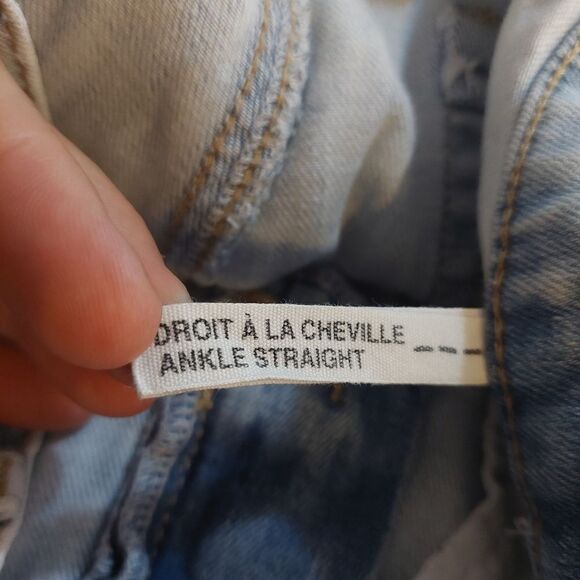 DROIT À LA CHEVILLE
ANKLE STRAIGHT